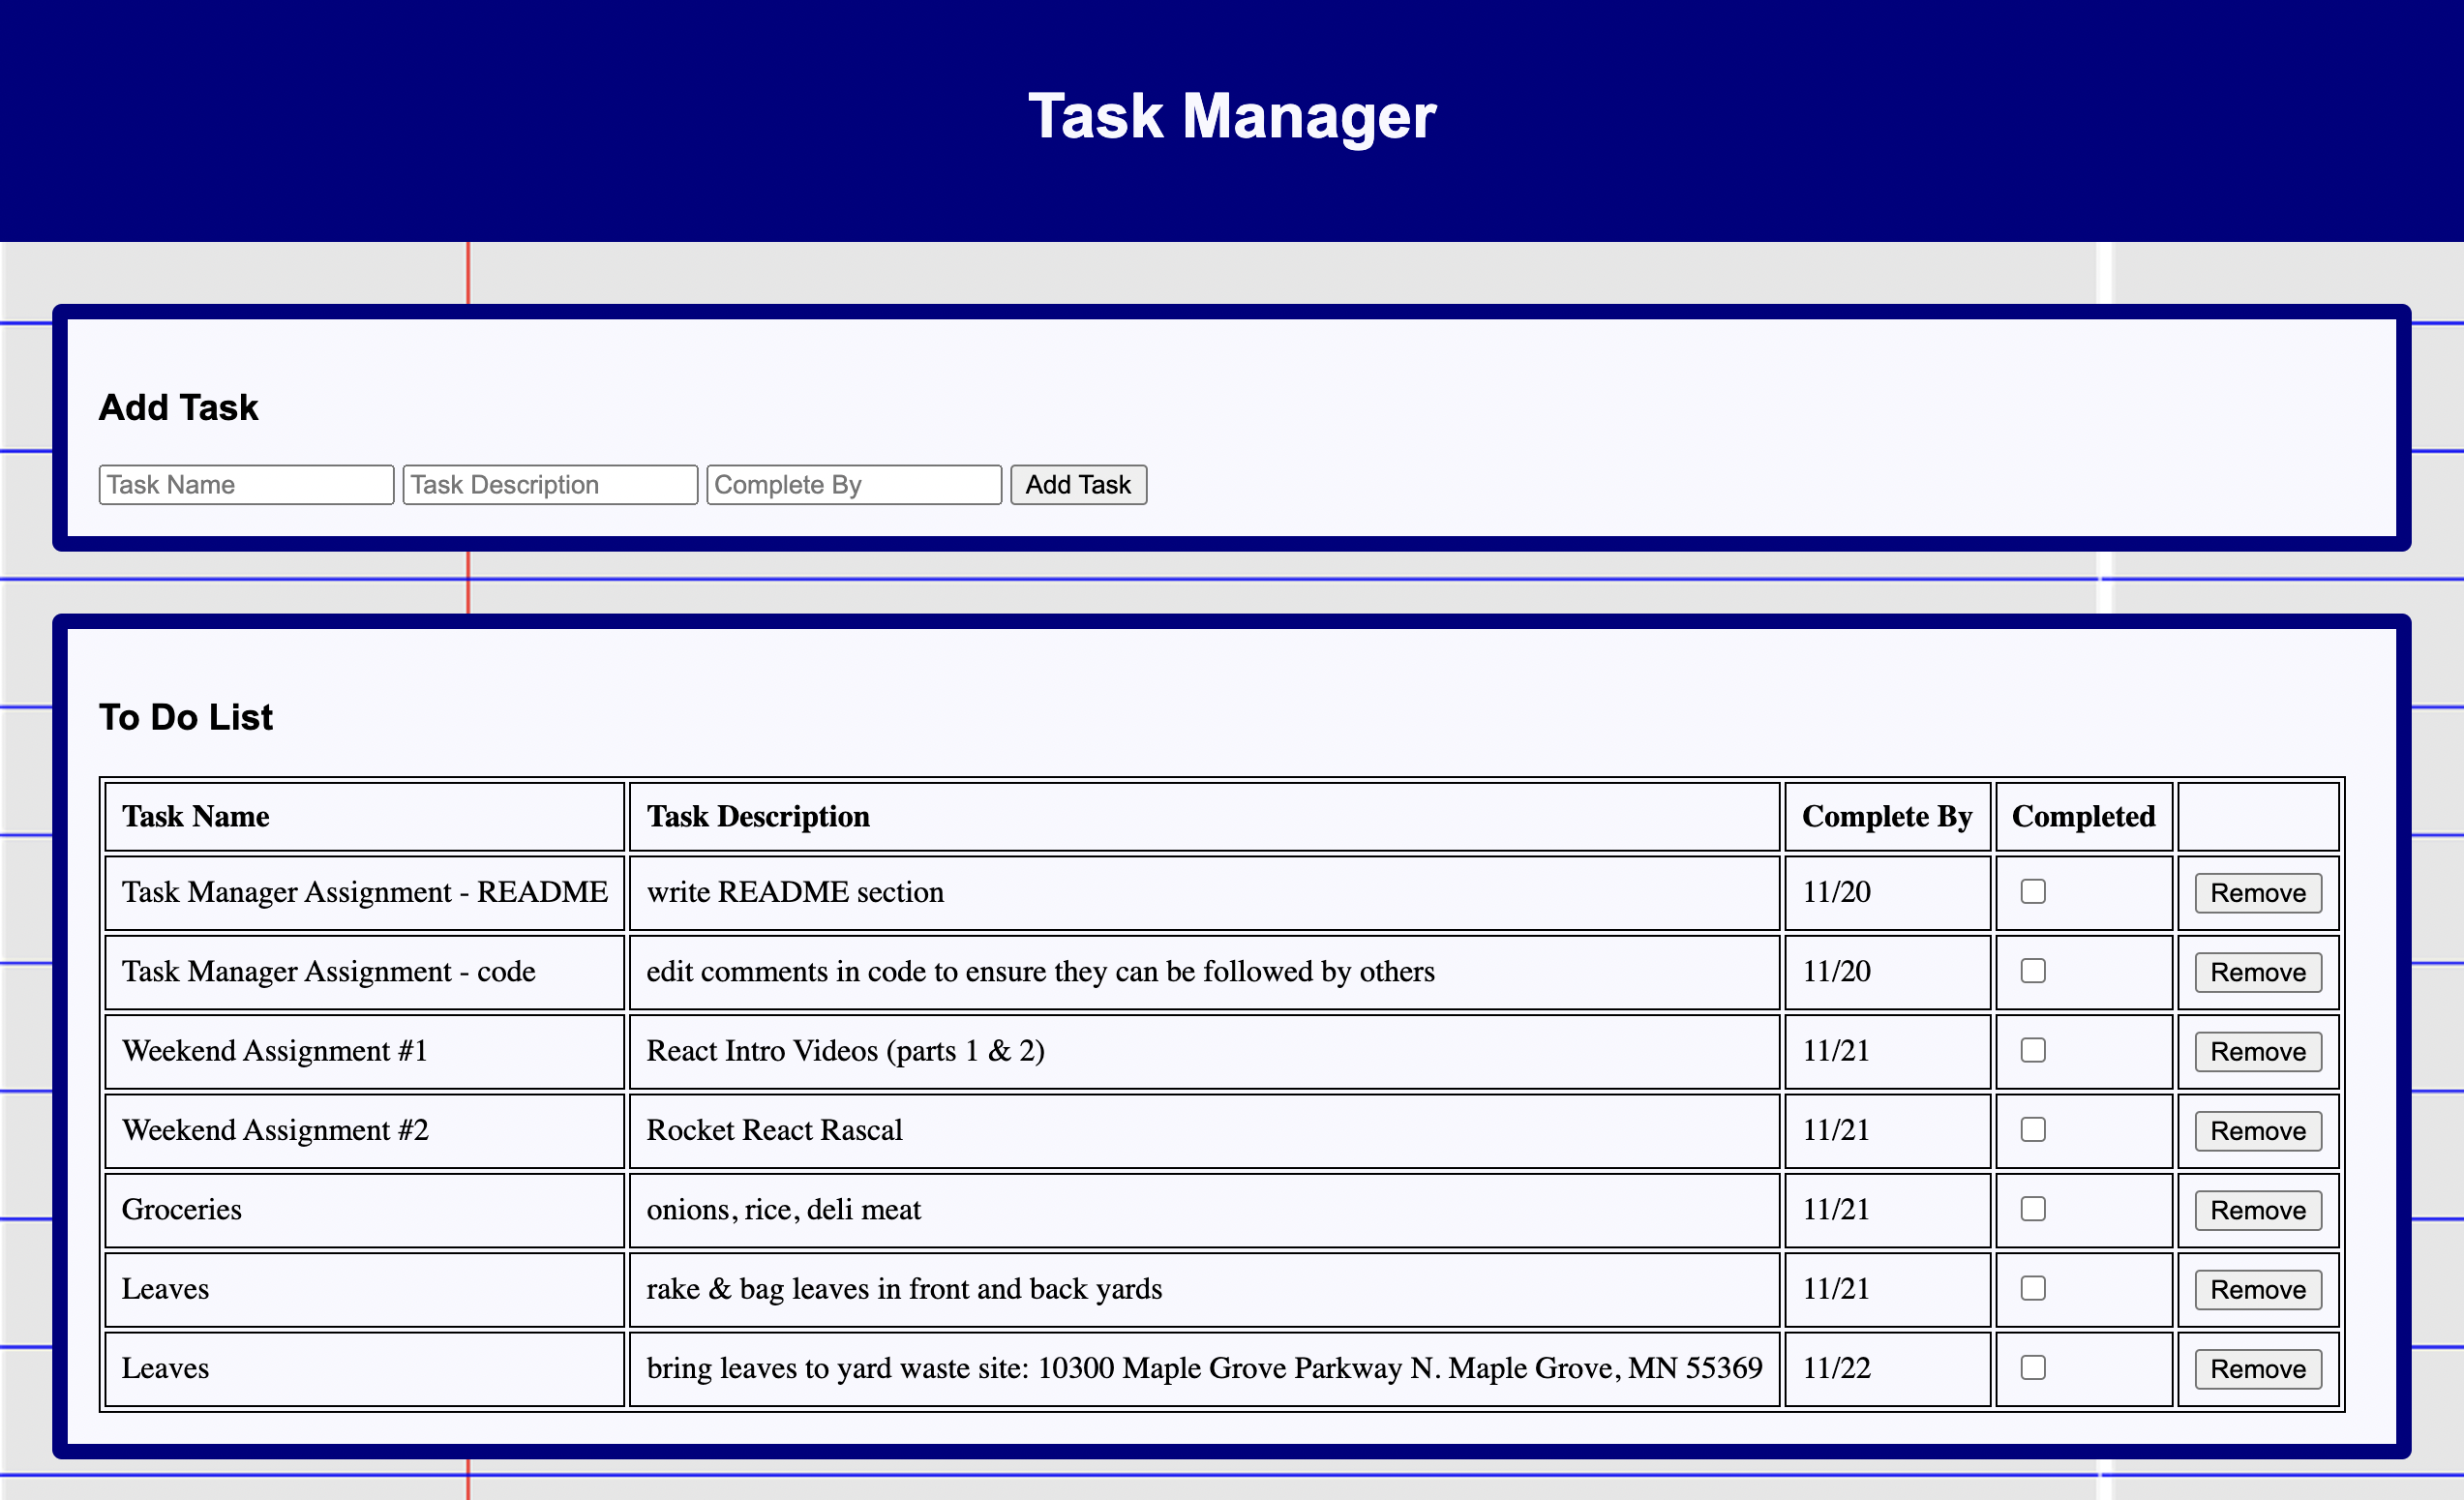 Task Manager
Add Task
Task Name Task Description Complete By Add Task
To Do List
Task Name Task Description Complete By Completed
Task Manager Assignment - README write README section 11/20 Remove
Task Manager Assignment - code edit comments in code to ensure they can be followed by others 11/20 Remove
Weekend Assignment #1 React Intro Videos (parts 1 & 2) 11/21 Remove
Weekend Assignment #2 Rocket React Rascal 11/21 Remove
Groceries onions, rice, deli meat 11/21 Remove
Leaves rake & bag leaves in front and back yards 11/21 Remove
Leaves bring leaves to yard waste site: 10300 Maple Grove Parkway N. Maple Grove, MN 55369 11/22 Remove